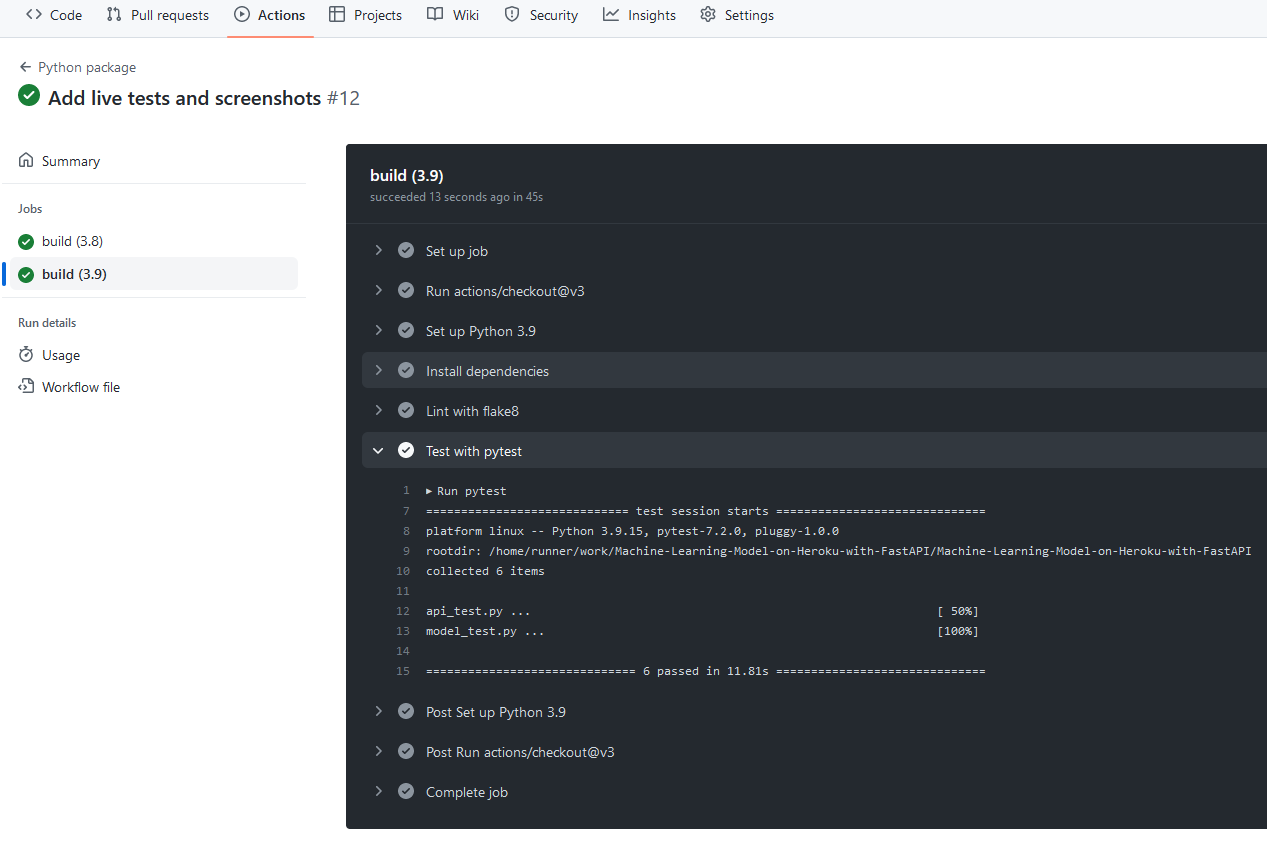 Code Pull requests Actions Projects Wiki Security Insights Settings
Python package
Add live tests and screenshots #12
Summary
Jobs
build (3.8)
build (3.9)
Run details
Usage
Workflow file
build (3.9)
succeeded 13 seconds ago in 45s
Set up job
Run actions/checkout@v3
Set up Python 3.9
Install dependencies
Lint with flake8
Test with pytest
1 ▸ Run pytest
7 ============================= test session starts ==============================
8 platform linux -- Python 3.9.15, pytest-7.2.0, pluggy-1.0.0
9 rootdir: /home/runner/work/Machine-Learning-Model-on-Heroku-with-FastAPI/Machine-Learning-Model-on-Heroku-with-FastAPI
10 collected 6 items
11
12 api_test.py ... [ 50%]
13 model_test.py ... [100%]
14
15 ============================== 6 passed in 11.81s ==============================
Post Set up Python 3.9
Post Run actions/checkout@v3
Complete job